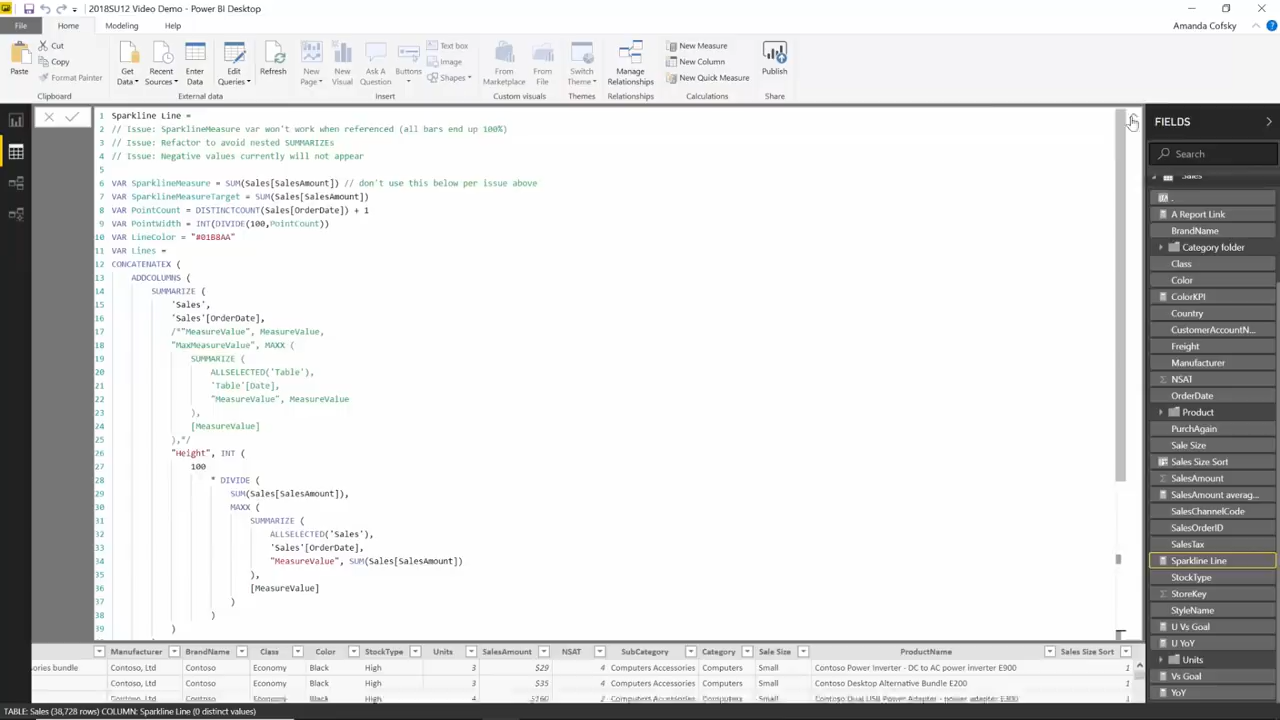 2018SU12 Video Demo - Power BI Desktop
Amanda Cofsky
File
Home
Modeling
Help
Paste
Cut
Copy
Format Painter
Clipboard
Get Data
Recent Sources
Enter Data
Edit Queries
Refresh
External data
New Page
New Visual
Ask A Question
Buttons
Text box
Image
Shapes
Insert
From Marketplace
From File
Custom visuals
Switch Theme
Themes
Manage Relationships
Relationships
New Measure
New Column
New Quick Measure
Calculations
Publish
Share
1 Sparkline Line =
2 // Issue: SparklineMeasure var won't work when referenced (all bars end up 100%)
3 // Issue: Refactor to avoid nested SUMMARIZEs
4 // Issue: Negative values currently will not appear
5
6 VAR SparklineMeasure = SUM(Sales[SalesAmount]) // don't use this below per issue above
7 VAR SparklineMeasureTarget = SUM(Sales[SalesAmount])
8 VAR PointCount = DISTINCTCOUNT(Sales[OrderDate]) + 1
9 VAR PointWidth = INT(DIVIDE(100,PointCount))
10 VAR LineColor = "#01B8AA"
11 VAR Lines =
12 CONCATENATEX (
13 ADDCOLUMNS (
14 SUMMARIZE (
15 'Sales',
16 'Sales'[OrderDate],
17 /*"MeasureValue", MeasureValue,
18 "MaxMeasureValue", MAXX (
19 SUMMARIZE (
20 ALLSELECTED('Table'),
21 'Table'[Date],
22 "MeasureValue", MeasureValue
23 ),
24 [MeasureValue]
25 ),*/
26 "Height", INT (
27 100
28 * DIVIDE (
29 SUM(Sales[SalesAmount]),
30 MAXX (
31 SUMMARIZE (
32 ALLSELECTED('Sales'),
33 'Sales'[OrderDate],
34 "MeasureValue", SUM(Sales[SalesAmount])
35 ),
36 [MeasureValue]
37 )
38 )
39 )
FIELDS
Search
Sales
.
A Report Link
BrandName
Category folder
Class
Color
ColorKPI
Country
CustomerAccountN...
Freight
Manufacturer
NSAT
OrderDate
Product
PurchAgain
Sale Size
Sales Size Sort
SalesAmount
SalesAmount averag...
SalesChannelCode
SalesOrderID
SalesTax
Sparkline Line
StockType
StoreKey
StyleName
U Vs Goal
U YoY
Units
Vs Goal
YoY
Manufacturer BrandName Class Color StockType Units SalesAmount NSAT SubCategory Category Sale Size ProductName Sales Size Sort
sories bundle Contoso, Ltd Contoso Economy Black High 3 $29 4 Computers Accessories Computers Small Contoso Power Inverter - DC to AC power inverter E900 1
Contoso, Ltd Contoso Economy Black High 3 $35 4 Computers Accessories Computers Small Contoso Desktop Alternative Bundle E200 1
Contoso, Ltd Contoso Economy Black High 4 $160 2 Computers Accessories Computers Small Contoso Dual USB Power Adapter - power adapter E300 1
TABLE: Sales (38,728 rows) COLUMN: Sparkline Line (0 distinct values)